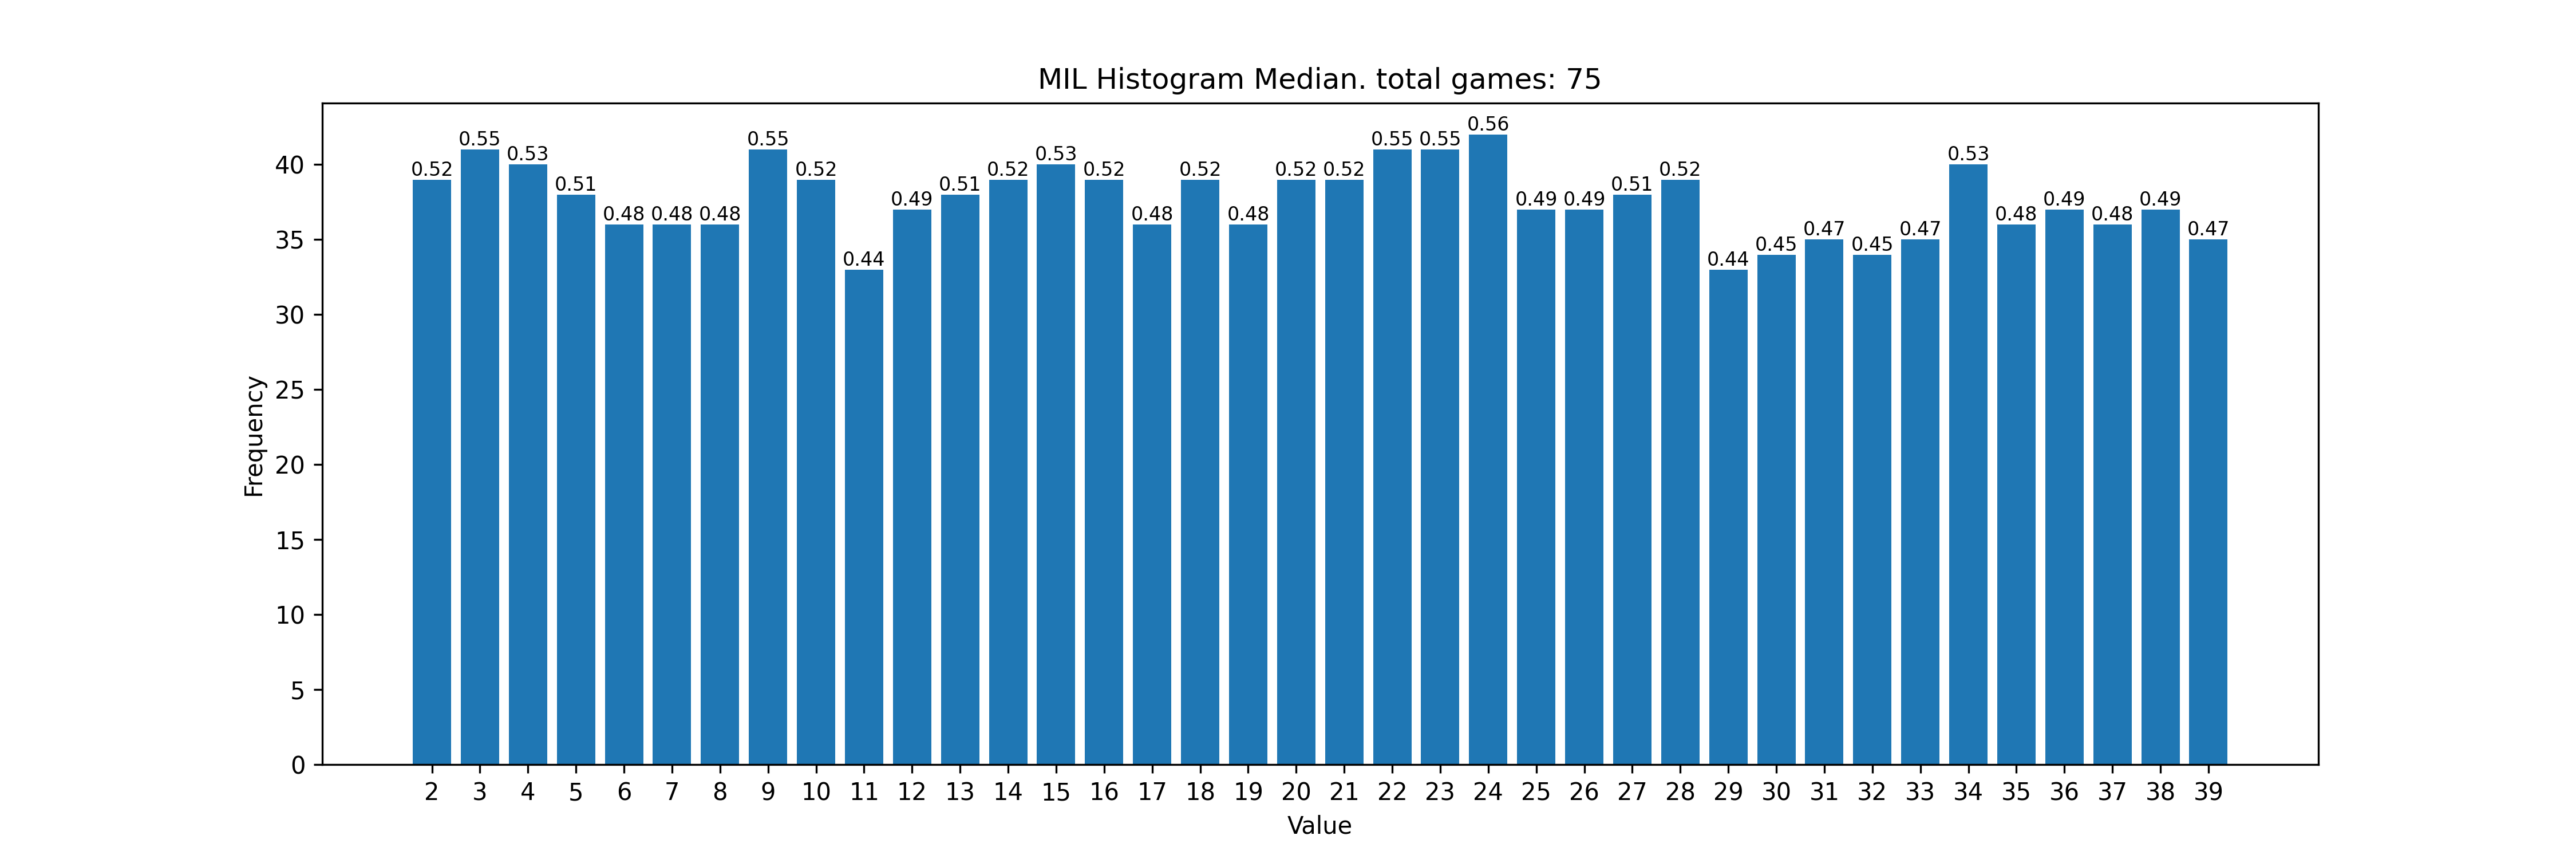 MIL Histogram Median. total games: 75
0.52 0.55 0.53 0.51 0.48 0.48 0.48 0.55 0.52 0.44 0.49 0.51 0.52 0.53 0.52 0.48 0.52 0.48 0.52 0.52 0.55 0.55 0.56 0.49 0.49 0.51 0.52 0.44 0.45 0.47 0.45 0.47 0.53 0.48 0.49 0.48 0.49 0.47
40
35
30
25
20
15
10
5
0
Frequency
2 3 4 5 6 7 8 9 10 11 12 13 14 15 16 17 18 19 20 21 22 23 24 25 26 27 28 29 30 31 32 33 34 35 36 37 38 39
Value